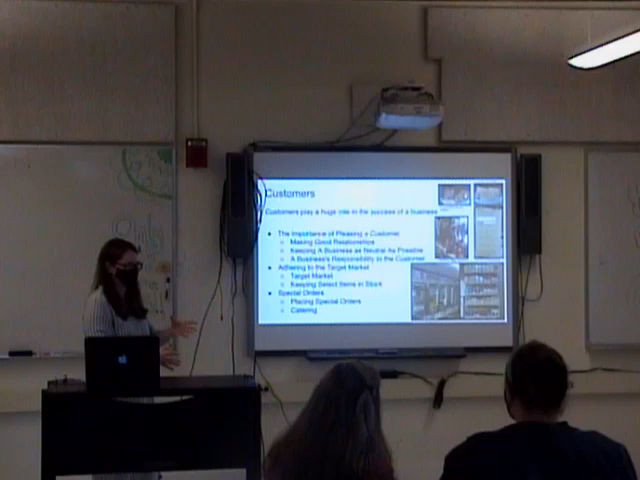 Customers
Customers play a huge role in the success of a business
The Importance of Pleasing a Customer
Making Good Relationships
Keeping A Business as Neutral As Possible
A Business's Responsibility to the Customer
Adhering to the Target Market
Target Market
Keeping Select Items in Stock
Special Orders
Placing Special Orders
Catering